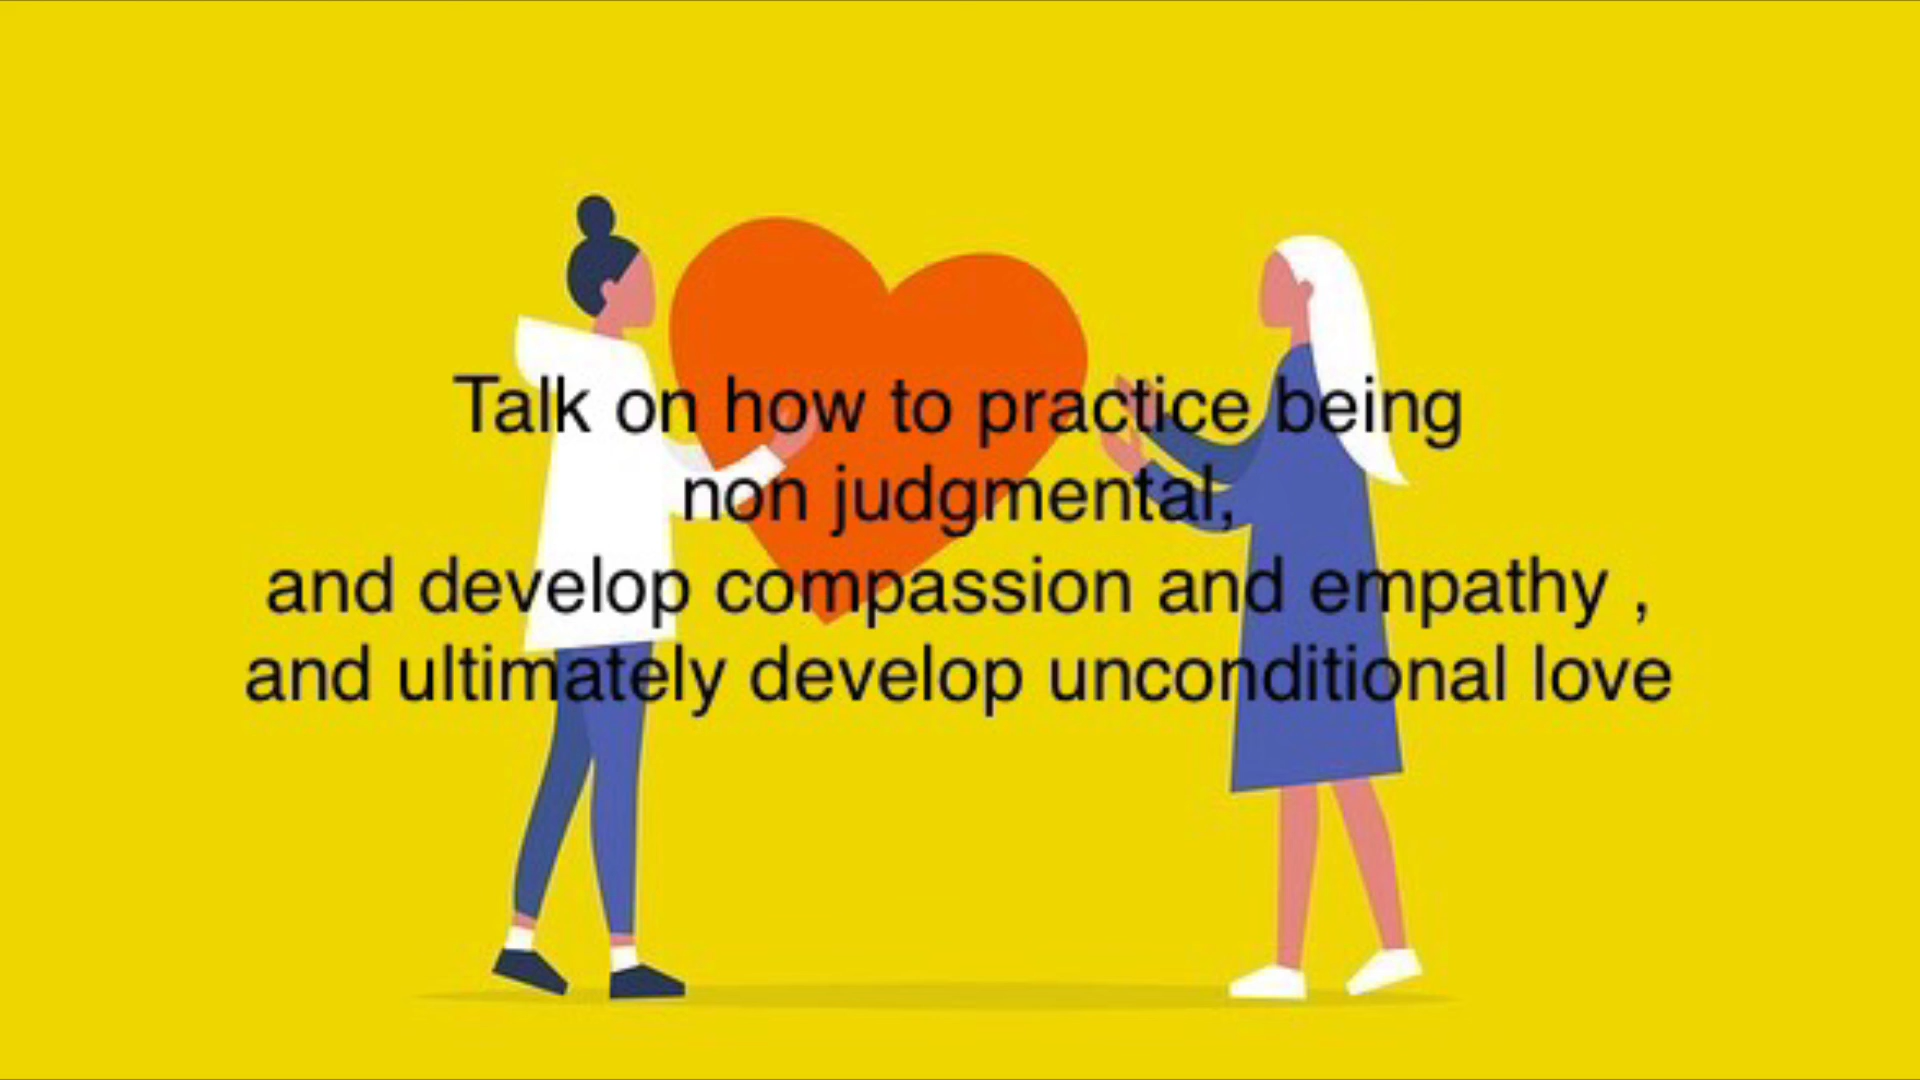 Talk on how to practice being
non judgmental,
and develop compassion and empathy ,
and ultimately develop unconditional love